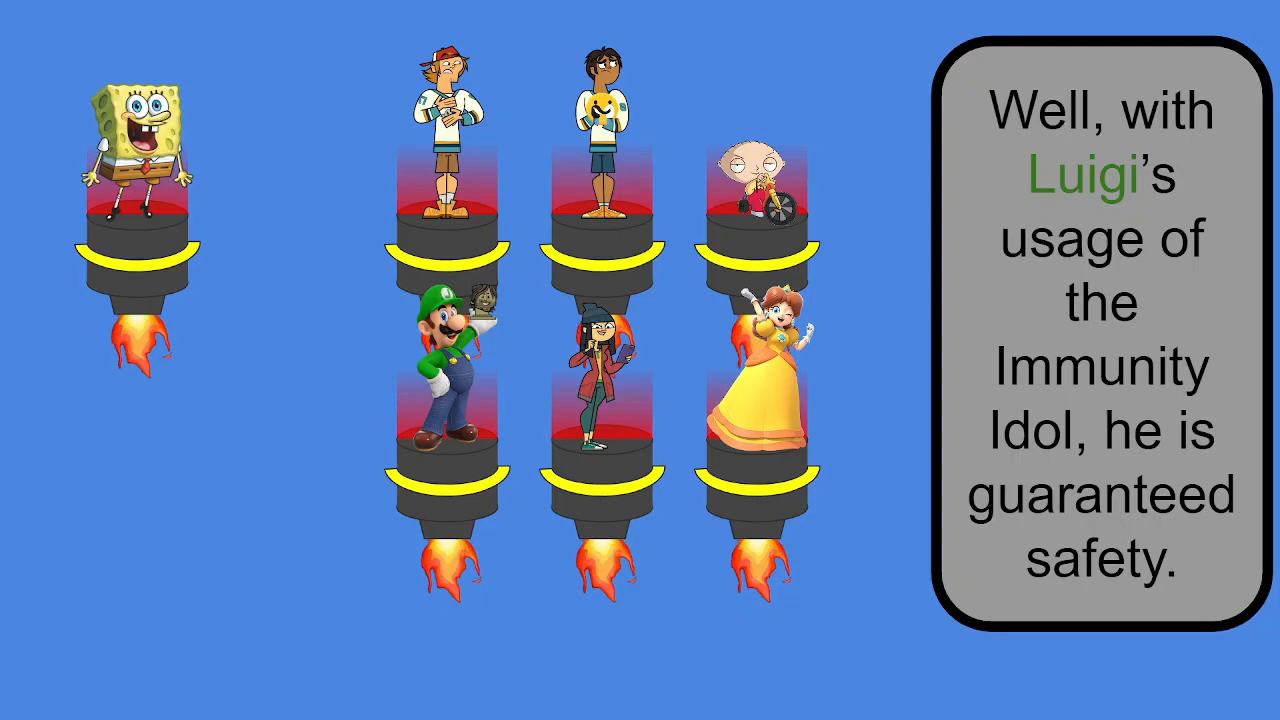 Well, with
Luigi’s
usage of
the
Immunity
Idol, he is
guaranteed
safety.